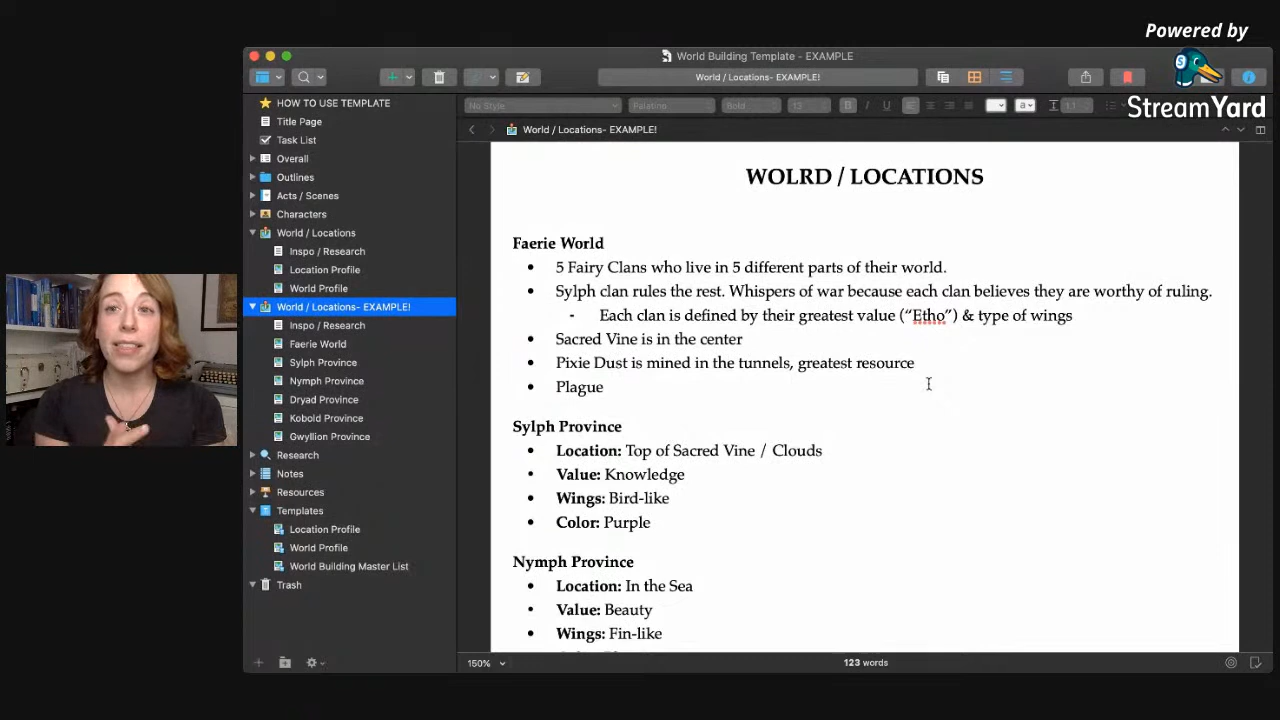 Powered by
StreamYard
World Building Template - EXAMPLE
World / Locations- EXAMPLE!
No Style
Palatino
Bold
13
B
I
U
a
1.1
HOW TO USE TEMPLATE
Title Page
Task List
Overall
Outlines
Acts / Scenes
Characters
World / Locations
Inspo / Research
Location Profile
World Profile
World / Locations- EXAMPLE!
Inspo / Research
Faerie World
Sylph Province
Nymph Province
Dryad Province
Kobold Province
Gwyllion Province
Research
Notes
Resources
Templates
Location Profile
World Profile
World Building Master List
Trash
World / Locations- EXAMPLE!
WOLRD / LOCATIONS
Faerie World
• 5 Fairy Clans who live in 5 different parts of their world.
• Sylph clan rules the rest. Whispers of war because each clan believes they are worthy of ruling.
- Each clan is defined by their greatest value (“Etho”) & type of wings
• Sacred Vine is in the center
• Pixie Dust is mined in the tunnels, greatest resource
• Plague
Sylph Province
• Location: Top of Sacred Vine / Clouds
• Value: Knowledge
• Wings: Bird-like
• Color: Purple
Nymph Province
• Location: In the Sea
• Value: Beauty
• Wings: Fin-like
150%
123 words